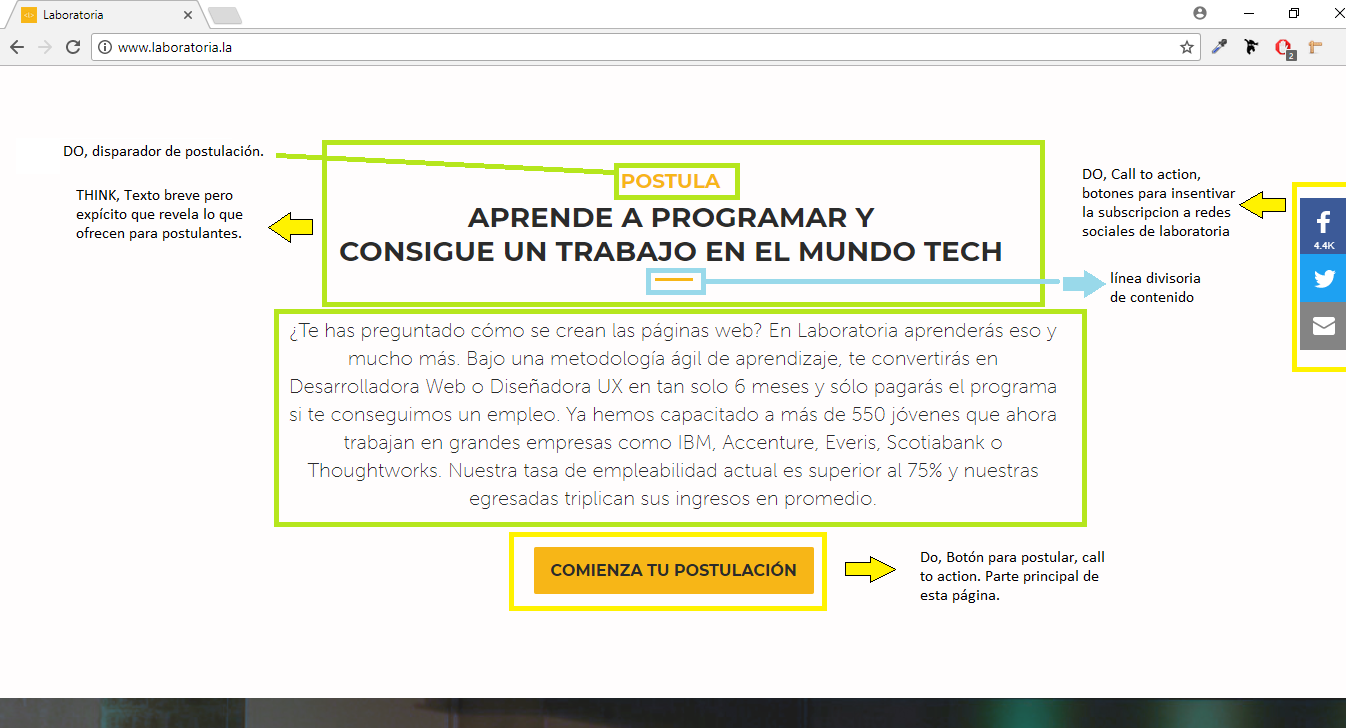 Laboratoria
www.laboratoria.la
2
DO, disparador de postulación.
THINK, Texto breve pero
expícito que revela lo que
ofrecen para postulantes.
POSTULA
APRENDE A PROGRAMAR Y
CONSIGUE UN TRABAJO EN EL MUNDO TECH
DO, Call to action,
botones para insentivar
la subscripcion a redes
sociales de laboratoria
4.4K
línea divisoria
de contenido
¿Te has preguntado cómo se crean las páginas web? En Laboratoria aprenderás eso y
mucho más. Bajo una metodología ágil de aprendizaje, te convertirás en
Desarrolladora Web o Diseñadora UX en tan solo 6 meses y sólo pagarás el programa
si te conseguimos un empleo. Ya hemos capacitado a más de 550 jóvenes que ahora
trabajan en grandes empresas como IBM, Accenture, Everis, Scotiabank o
Thoughtworks. Nuestra tasa de empleabilidad actual es superior al 75% y nuestras
egresadas triplican sus ingresos en promedio.
COMIENZA TU POSTULACIÓN
Do, Botón para postular, call
to action. Parte principal de
esta página.